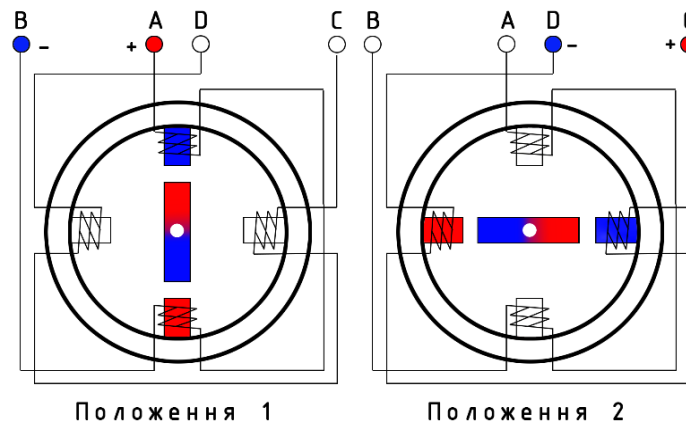 B A D C B A D C
- + - +
Положення 1 Положення 2